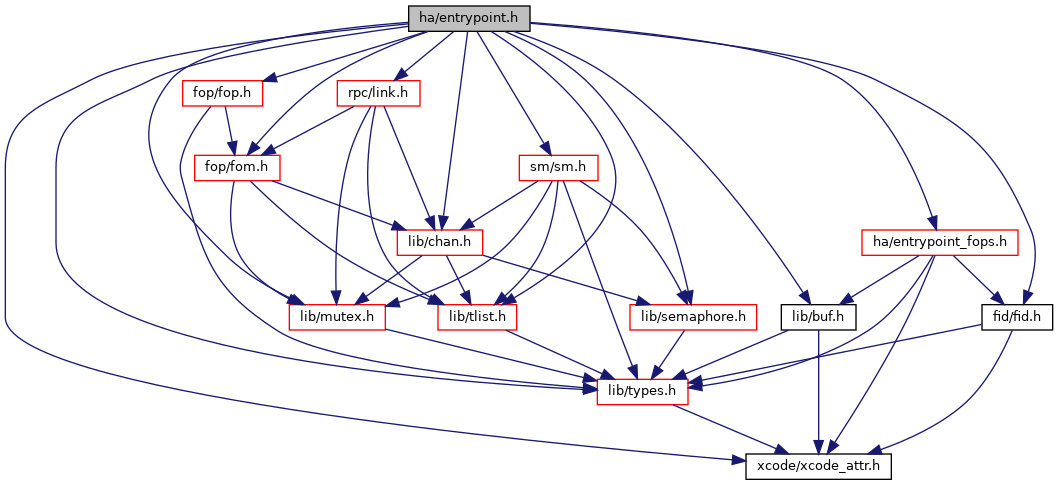 ha/entrypoint.h
fop/fop.h
rpc/link.h
fop/fom.h
sm/sm.h
lib/chan.h
ha/entrypoint_fops.h
lib/mutex.h
lib/tlist.h
lib/semaphore.h
lib/buf.h
fid/fid.h
lib/types.h
xcode/xcode_attr.h